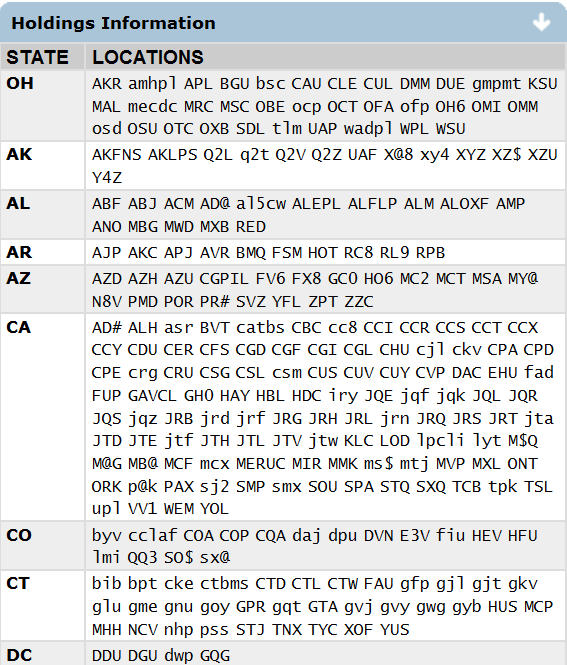 Holdings Information
STATE LOCATIONS
OH AKR amhpl APL BGU bsc CAU CLE CUL DMM DUE gmpmt KSU
MAL mecdc MRC MSC OBE ocp OCT OFA ofp OH6 OMI OMM
osd OSU OTC OXB SDL tlm UAP wadpl WPL WSU
AK AKFNS AKLPS Q2L q2t Q2V Q2Z UAF X@8 xy4 XYZ XZ$ XZU
Y4Z
AL ABF ABJ ACM AD@ al5cw ALEPL ALFLP ALM ALOXF AMP
ANO MBG MWD MXB RED
AR AJP AKC APJ AVR BMQ FSM HOT RC8 RL9 RPB
AZ AZD AZH AZU CGPIL FV6 FX8 GC0 HO6 MC2 MCT MSA MY@
N8V PMD POR PR# SVZ YFL ZPT ZZC
CA AD# ALH asr BVT catbs CBC cc8 CCI CCR CCS CCT CCX
CCY CDU CER CFS CGD CGF CGI CGL CHU cjl ckv CPA CPD
CPE crg CRU CSG CSL csm CUS CUV CUY CVP DAC EHU fad
FUP GAVCL GH0 HAY HBL HDC iry JQE jqf jqk JQL JQR
JQS jqz JRB jrd jrf JRG JRH JRL jrn JRQ JRS JRT jta
JTD JTE jtf JTH JTL JTV jtw KLC LOD lpcli lyt M$Q
M@G MB@ MCF mcx MERUC MIR MMK ms$ mtj MVP MXL ONT
ORK p@k PAX sj2 SMP smx SOU SPA STQ SXQ TCB tpk TSL
upl VV1 WEM YOL
CO byv cclaf COA COP CQA daj dpu DVN E3V fiu HEV HFU
lmi QQ3 SO$ sx@
CT bib bpt cke ctbms CTD CTL CTW FAU gfp gjl gjt gkv
glu gme gnu goy GPR gqt GTA gvj gvy gwg gyb HUS MCP
MHH NCV nhp pss STJ TNX TYC XOF YUS
DC DDU DGU dwp GQG